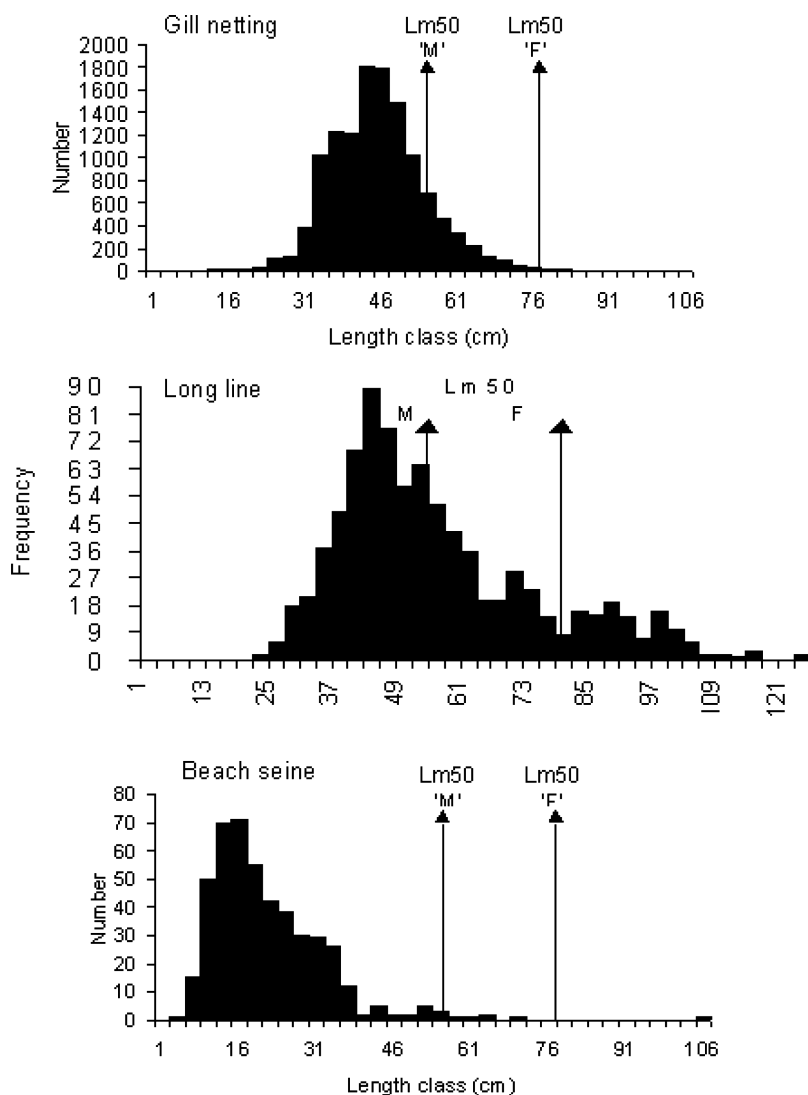 Gill netting
Lm50 Lm50
'M' 'F'
2000
1800
1600
1400
1200
1000
800
600
400
200
0
Number
1 16 31 46 61 76 91 106
Length class (cm)
Long line
Lm 50
M F
90
81
72
63
54
45
36
27
18
9
0
Frequency
1 13 25 37 49 61 73 85 97 109 121
Beach seine
Lm50 Lm50
'M' 'F'
80
70
60
50
40
30
20
10
0
Number
1 16 31 46 61 76 91 106
Length class (cm)